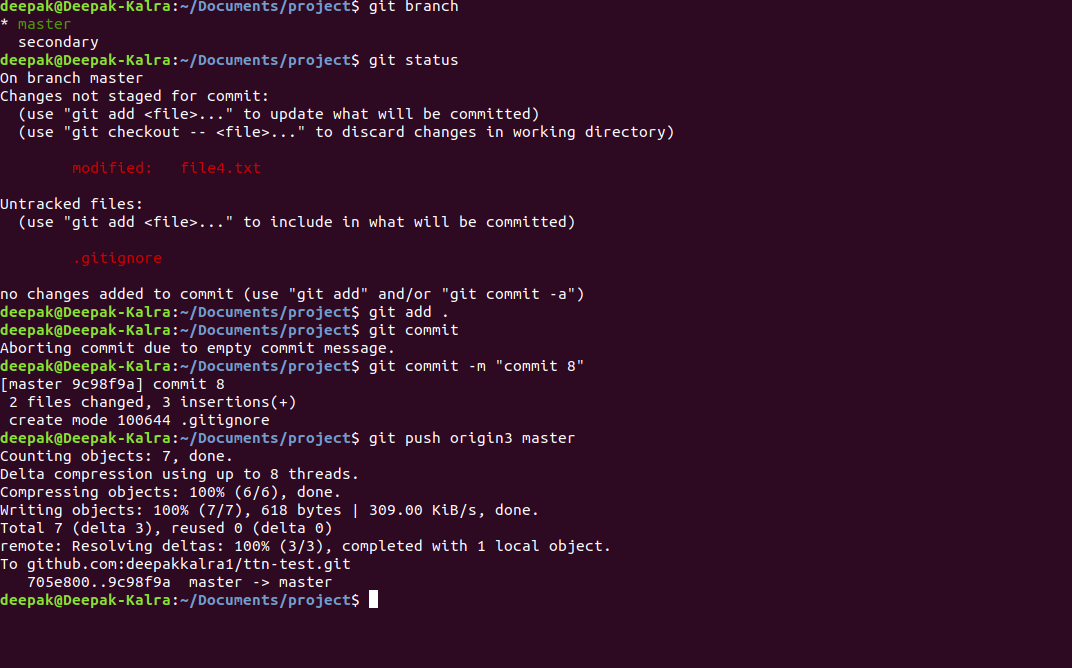 deepak@Deepak-Kalra:~/Documents/project$ git branch
* master
  secondary
deepak@Deepak-Kalra:~/Documents/project$ git status
On branch master
Changes not staged for commit:
  (use "git add <file>..." to update what will be committed)
  (use "git checkout -- <file>..." to discard changes in working directory)
        modified:   file4.txt
Untracked files:
  (use "git add <file>..." to include in what will be committed)
        .gitignore
no changes added to commit (use "git add" and/or "git commit -a")
deepak@Deepak-Kalra:~/Documents/project$ git add .
deepak@Deepak-Kalra:~/Documents/project$ git commit
Aborting commit due to empty commit message.
deepak@Deepak-Kalra:~/Documents/project$ git commit -m "commit 8"
[master 9c98f9a] commit 8
 2 files changed, 3 insertions(+)
 create mode 100644 .gitignore
deepak@Deepak-Kalra:~/Documents/project$ git push origin3 master
Counting objects: 7, done.
Delta compression using up to 8 threads.
Compressing objects: 100% (6/6), done.
Writing objects: 100% (7/7), 618 bytes | 309.00 KiB/s, done.
Total 7 (delta 3), reused 0 (delta 0)
remote: Resolving deltas: 100% (3/3), completed with 1 local object.
To github.com:deepakkalra1/ttn-test.git
   705e800..9c98f9a  master -> master
deepak@Deepak-Kalra:~/Documents/project$